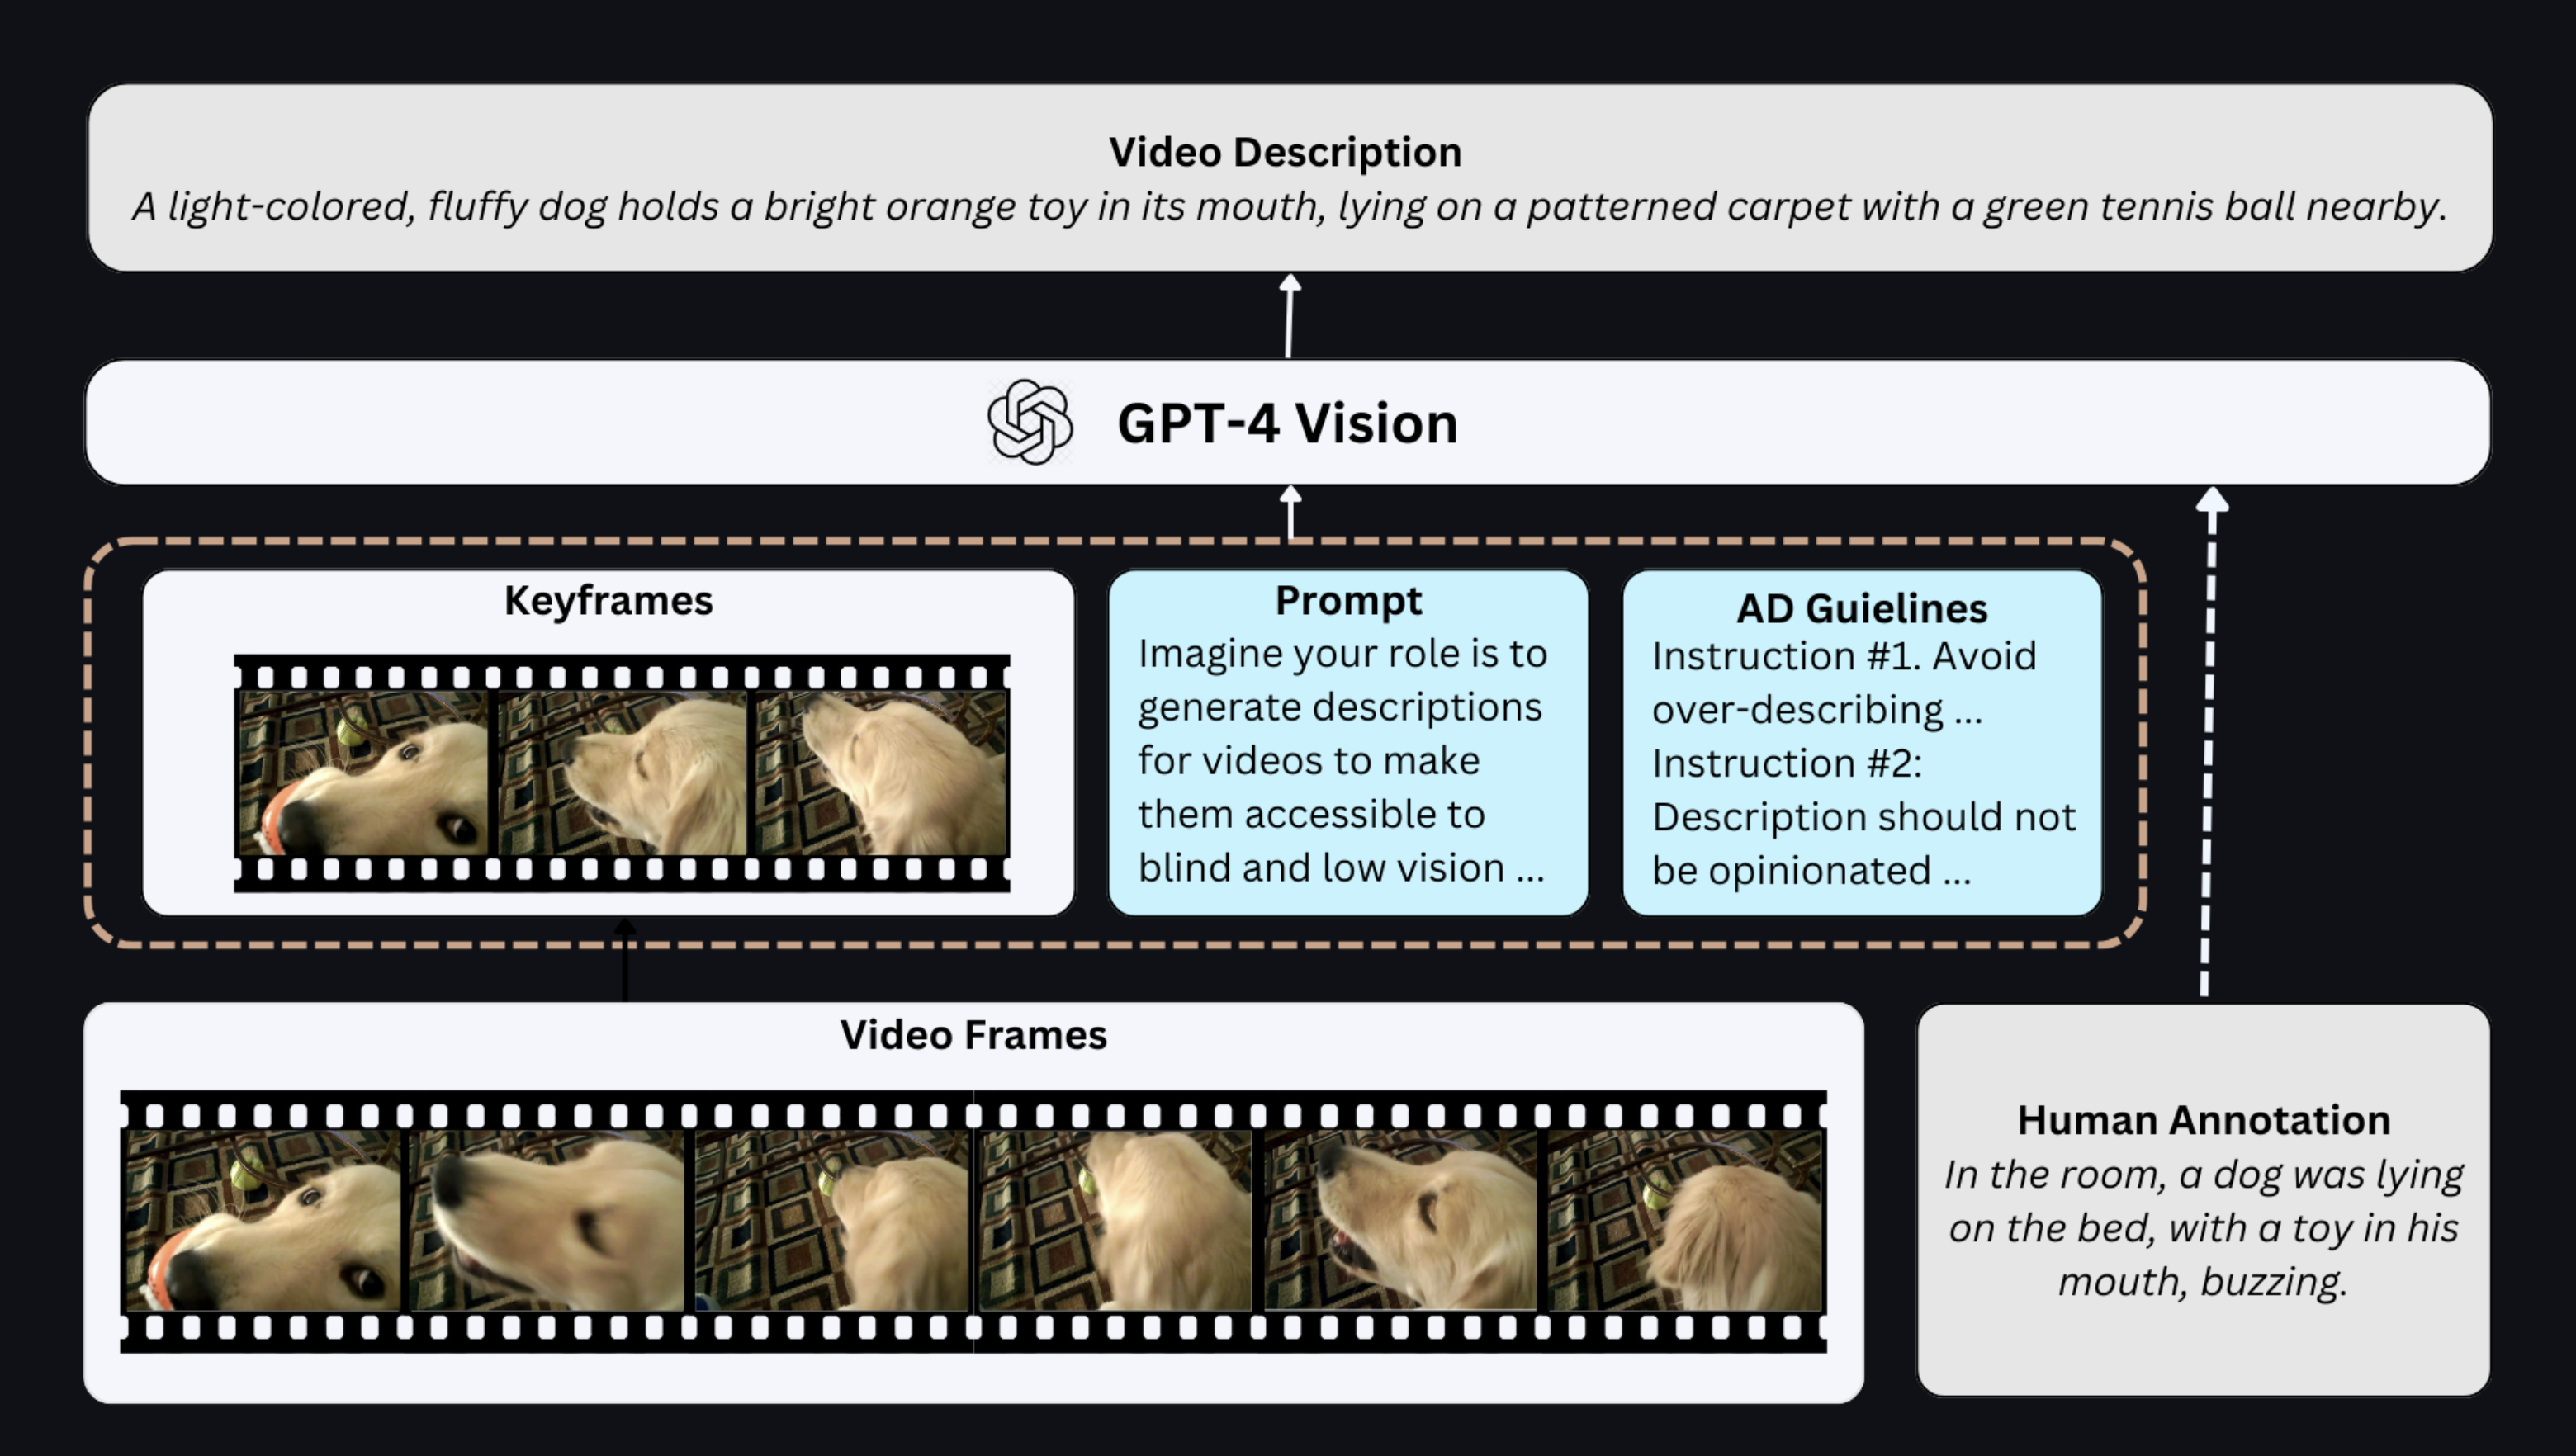 Video Description
A light-colored, fluffy dog holds a bright orange toy in its mouth, lying on a patterned carpet with a green tennis ball nearby.
GPT-4 Vision
Keyframes
Prompt
Imagine your role is to
generate descriptions
for videos to make
them accessible to
blind and low vision ...
AD Guielines
Instruction #1. Avoid
over-describing ...
Instruction #2:
Description should not
be opinionated ...
Video Frames
Human Annotation
In the room, a dog was lying
on the bed, with a toy in his
mouth, buzzing.